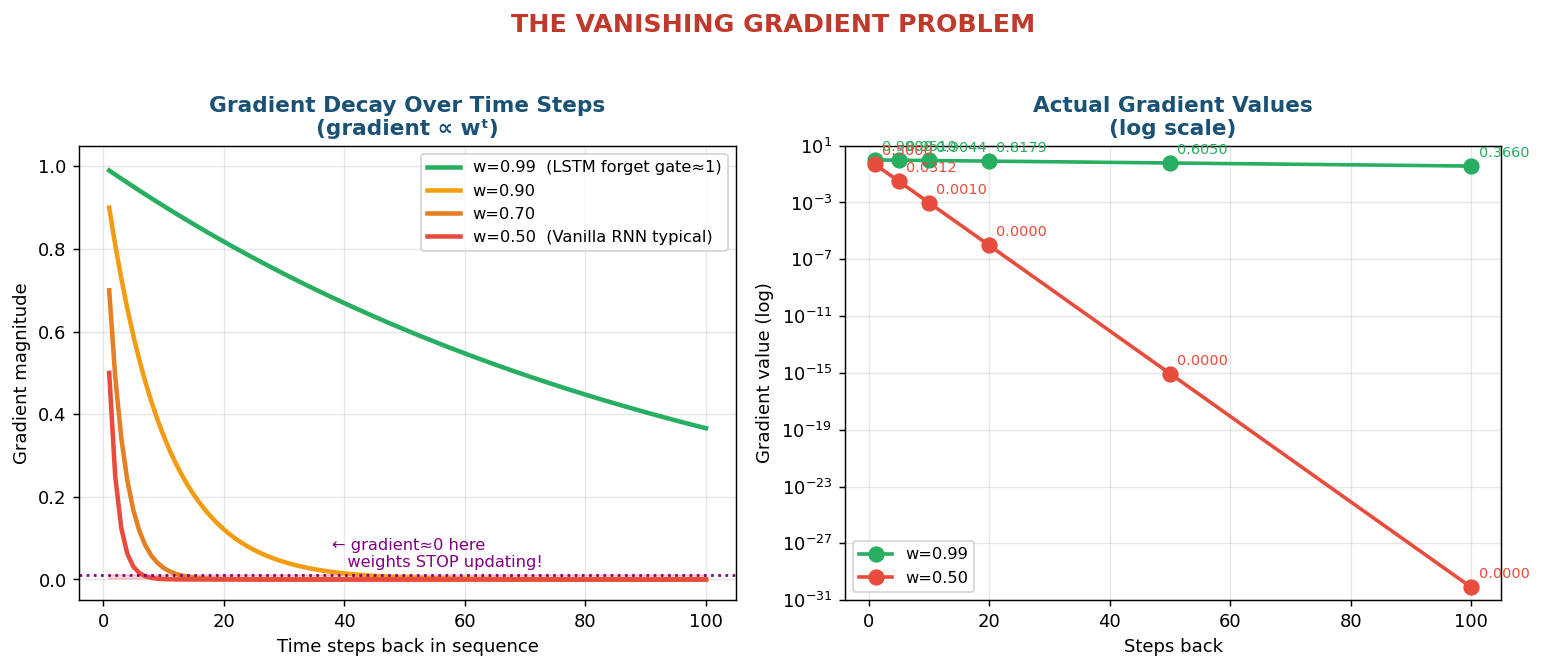 THE VANISHING GRADIENT PROBLEM
Gradient Decay Over Time Steps
(gradient ∝ wᵗ)
Gradient magnitude
1.0
0.8
0.6
0.4
0.2
0.0
w=0.99 (LSTM forget gate≈1)
w=0.90
w=0.70
w=0.50 (Vanilla RNN typical)
← gradient≈0 here
weights STOP updating!
0 20 40 60 80 100
Time steps back in sequence
Actual Gradient Values
(log scale)
Gradient value (log)
10¹
10⁻³
10⁻⁷
10⁻¹¹
10⁻¹⁵
10⁻¹⁹
10⁻²³
10⁻²⁷
10⁻³¹
0.8179
0.6050
0.3660
0.0312
0.0010
0.0000
0.0000
0.0000
w=0.99
w=0.50
0 20 40 60 80 100
Steps back